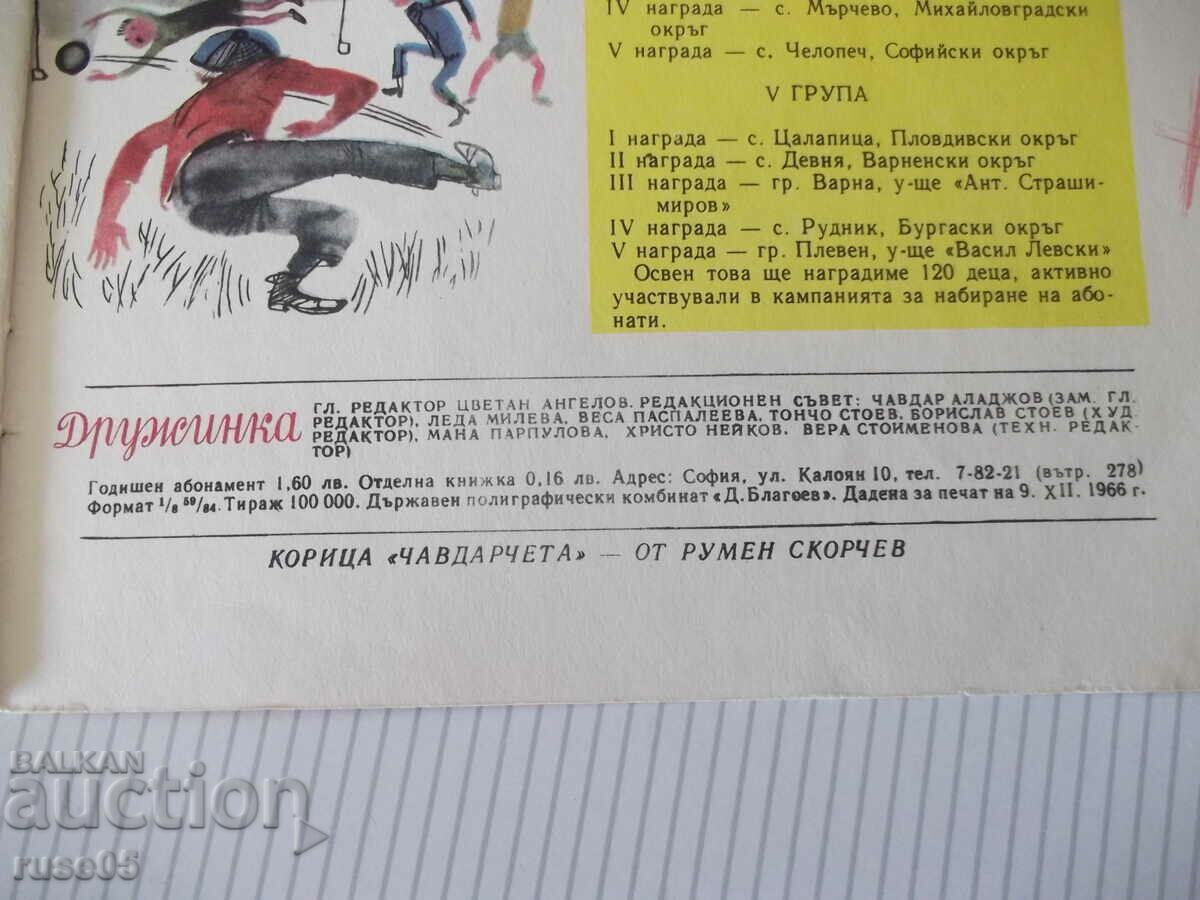 IV награда — с. Мърчево, Михайловградски
окръг
V награда — с. Челопеч, Софийски окръг
V ГРУПА
I награда — с. Цалапица, Пловдивски окръг
II награда — с. Девня, Варненски окръг
III награда — гр. Варна, у-ще «Ант. Страши-
миров»
IV награда — с. Рудник, Бургаски окръг
V награда — гр. Плевен, у-ще «Васил Левски»
Освен това ще наградиме 120 деца, активно
участвували в кампанията за набиране на або-
нати.
Дружинка
ГЛ. РЕДАКТОР ЦВЕТАН АНГЕЛОВ. РЕДАКЦИОНЕН СЪВЕТ: ЧАВДАР АЛАДЖОВ (ЗАМ. ГЛ.
РЕДАКТОР), ЛЕДА МИЛЕВА, ВЕСА ПАСПАЛЕЕВА, ТОНЧО СТОЕВ, БОРИСЛАВ СТОЕВ (ХУД.
РЕДАКТОР), МАНА ПАРПУЛОВА, ХРИСТО НЕЙКОВ, ВЕРА СТОИМЕНОВА (ТЕХН. РЕДАК-
ТОР)
Годишен абонамент 1,60 лв. Отделна книжка 0,16 лв. Адрес: София, ул. Калоян 10, тел. 7-82-21 (вътр. 278)
Формат 1/8 59/84. Тираж 100 000. Държавен полиграфически комбинат «Д. Благоев». Дадена за печат на 9. XII. 1966 г.
КОРИЦА «ЧАВДАРЧЕТА» — ОТ РУМЕН СКОРЧЕВ
BALKAN
auction
ruse05